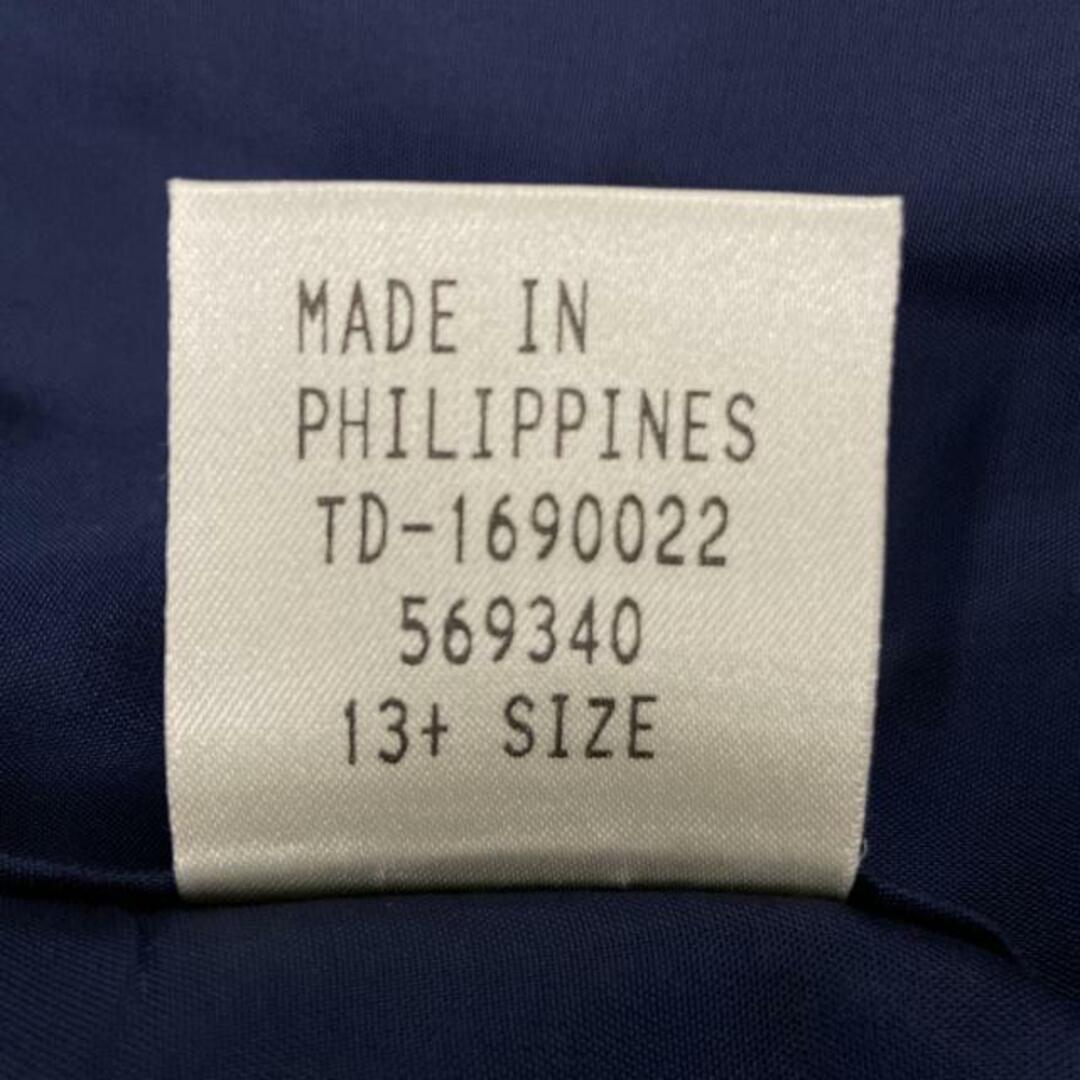 MADE IN
PHILIPPINES
TD-1690022
569340
13+ SIZE